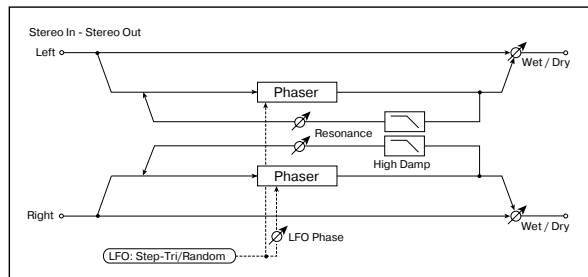 Stereo In - Stereo Out
Left
Wet / Dry
Phaser
Resonance
High Damp
Phaser
LFO Phase
Right
Wet / Dry
LFO: Step-Tri/Random